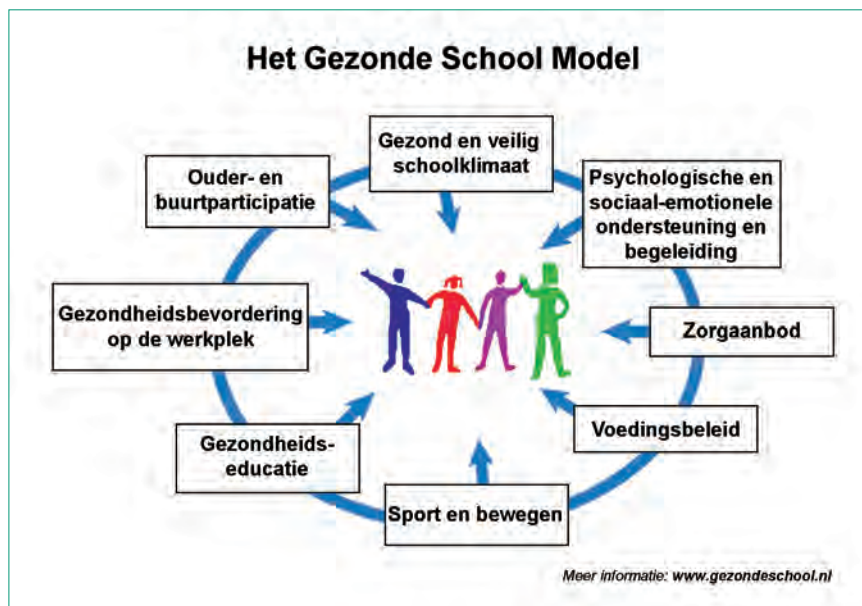 Het Gezonde School Model
Gezond en veilig
schoolklimaat
Psychologische en
sociaal-emotionele
ondersteuning en
begeleiding
Zorgaanbod
Voedingsbeleid
Sport en bewegen
Gezondheids-
educatie
Gezondheidsbevordering
op de werkplek
Ouder- en
buurtparticipatie
Meer informatie: www.gezondeschool.nl